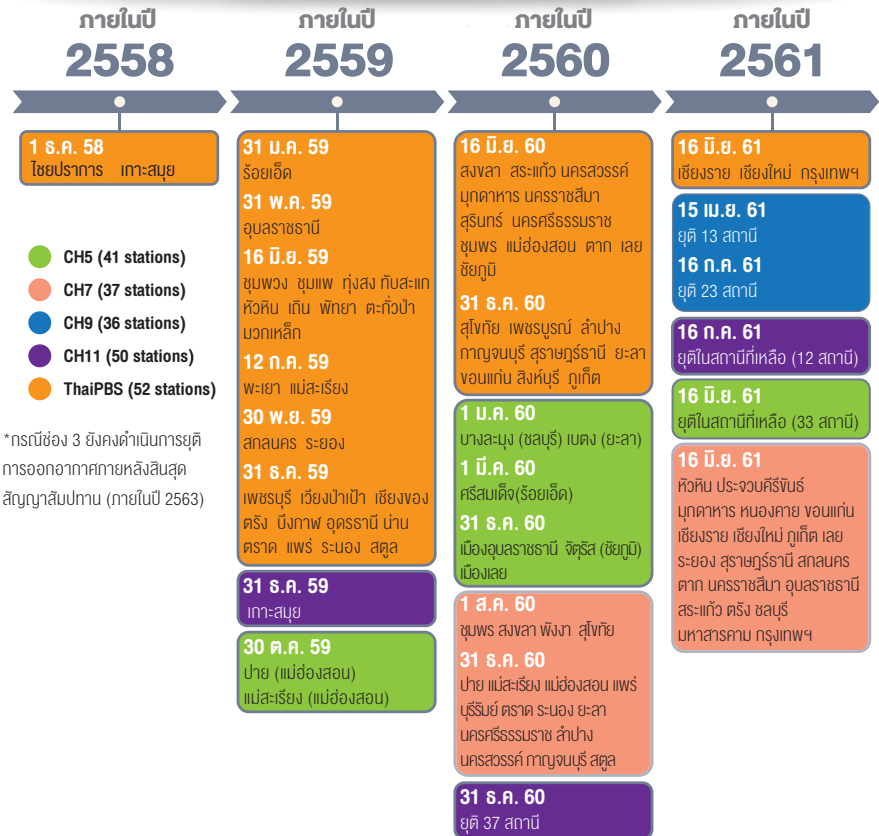 ภายในปี
2558
ภายในปี
2559
ภายในปี
2560
ภายในปี
2561
1 ธ.ค. 58
ไชยปราการ เกาะสมุย
CH5 (41 stations)
CH7 (37 stations)
CH9 (36 stations)
CH11 (50 stations)
ThaiPBS (52 stations)
*กรณีช่อง 3 ยังคงดำเนินการยุติ
การออกอากาศภายหลังสิ้นสุด
สัญญาสัมปทาน (ภายในปี 2563)
31 ม.ค. 59
ร้อยเอ็ด
31 พ.ค. 59
อุบลราชธานี
16 มิ.ย. 59
ชุมพวง ชุมแพ ทุ่งสง ทับสะแก
หัวหิน เถิน พัทยา ตะกั่วป่า
มวกเหล็ก
12 ก.ค. 59
พะเยา แม่สะเรียง
30 พ.ย. 59
สกลนคร ระยอง
31 ธ.ค. 59
เพชรบุรี เวียงป่าเป้า เชียงของ
ตรัง บึงกาฬ อุดรธานี น่าน
ตราด แพร่ ระนอง สตูล
31 ธ.ค. 59
เกาะสมุย
30 ต.ค. 59
ปาย (แม่ฮ่องสอน)
แม่สะเรียง (แม่ฮ่องสอน)
16 มิ.ย. 60
สงขลา สระแก้ว นครสวรรค์
มุกดาหาร นครราชสีมา
สุรินทร์ นครศรีธรรมราช
ชุมพร แม่ฮ่องสอน ตาก เลย
ชัยภูมิ
31 ธ.ค. 60
สุโขทัย เพชรบูรณ์ ลำปาง
กาญจนบุรี สุราษฎร์ธานี ยะลา
ขอนแก่น สิงห์บุรี ภูเก็ต
1 ม.ค. 60
บางละมุง (ชลบุรี) เบตง (ยะลา)
1 มี.ค. 60
ศรีสมเด็จ(ร้อยเอ็ด)
31 ธ.ค. 60
เมืองอุบลราชธานี จัตุรัส (ชัยภูมิ)
เมืองเลย
1 ส.ค. 60
ชุมพร สงขลา พังงา สุโขทัย
31 ธ.ค. 60
ปาย แม่สะเรียง แม่ฮ่องสอน แพร่
บุรีรัมย์ ตราด ระนอง ยะลา
นครศรีธรรมราช ลำปาง
นครสวรรค์ กาญจนบุรี สตูล
31 ธ.ค. 60
ยุติ 37 สถานี
16 มิ.ย. 61
เชียงราย เชียงใหม่ กรุงเทพฯ
15 เม.ย. 61
ยุติ 13 สถานี
16 ก.ค. 61
ยุติ 23 สถานี
16 ก.ค. 61
ยุติในสถานีที่เหลือ (12 สถานี)
16 มิ.ย. 61
ยุติในสถานีที่เหลือ (33 สถานี)
16 มิ.ย. 61
หัวหิน ประจวบคีรีขันธ์
มุกดาหาร หนองคาย ขอนแก่น
เชียงราย เชียงใหม่ ภูเก็ต เลย
ระยอง สุราษฎร์ธานี สกลนคร
ตาก นครราชสีมา อุบลราชธานี
สระแก้ว ตรัง ชลบุรี
มหาสารคาม กรุงเทพฯ